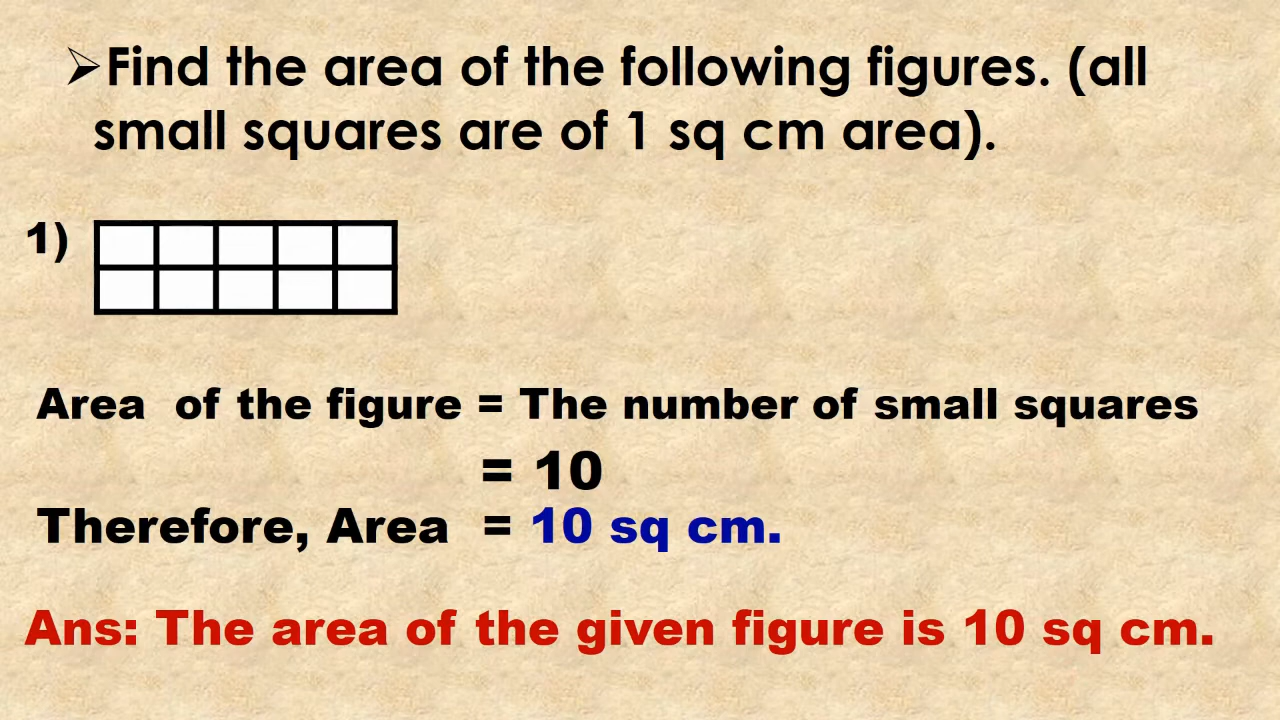 ➢Find the area of the following figures. (all
small squares are of 1 sq cm area).
1)
Area of the figure = The number of small squares
= 10
Therefore, Area = 10 sq cm.
Ans: The area of the given figure is 10 sq cm.